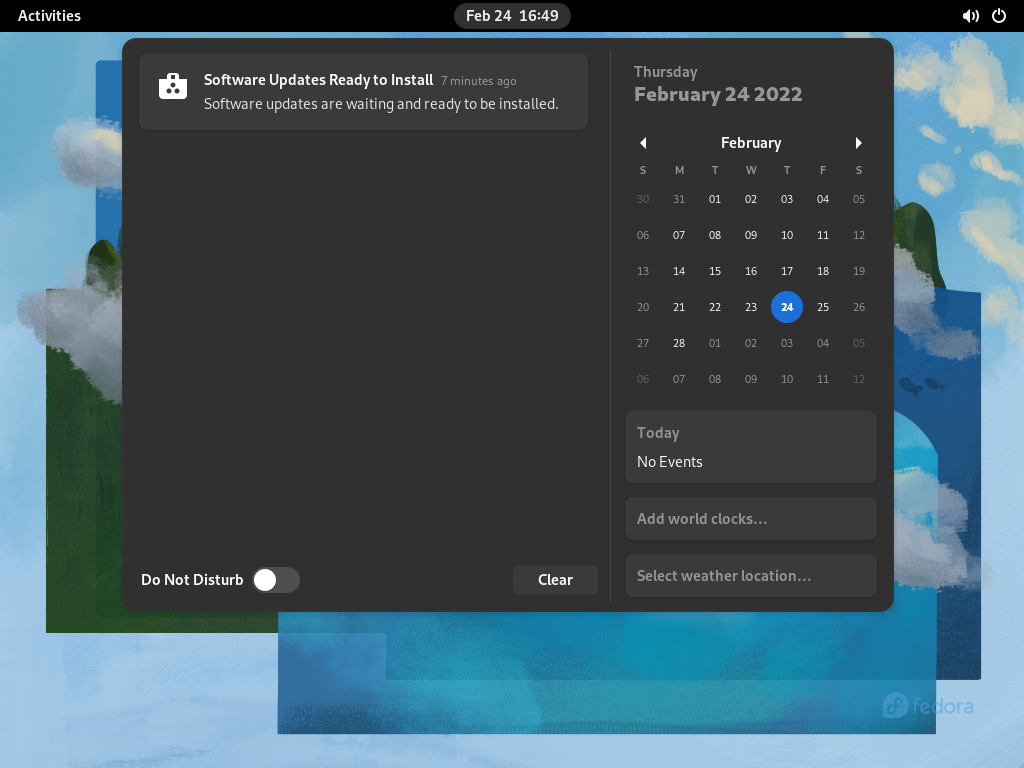 Activities
Feb 24 16:49
Software Updates Ready to Install 7 minutes ago
Software updates are waiting and ready to be installed.
Do Not Disturb
Clear
Thursday
February 24 2022
February
S M T W T F S
30 31 01 02 03 04 05
06 07 08 09 10 11 12
13 14 15 16 17 18 19
20 21 22 23 24 25 26
27 28 01 02 03 04 05
06 07 08 09 10 11 12
Today
No Events
Add world clocks…
Select weather location…
fedora